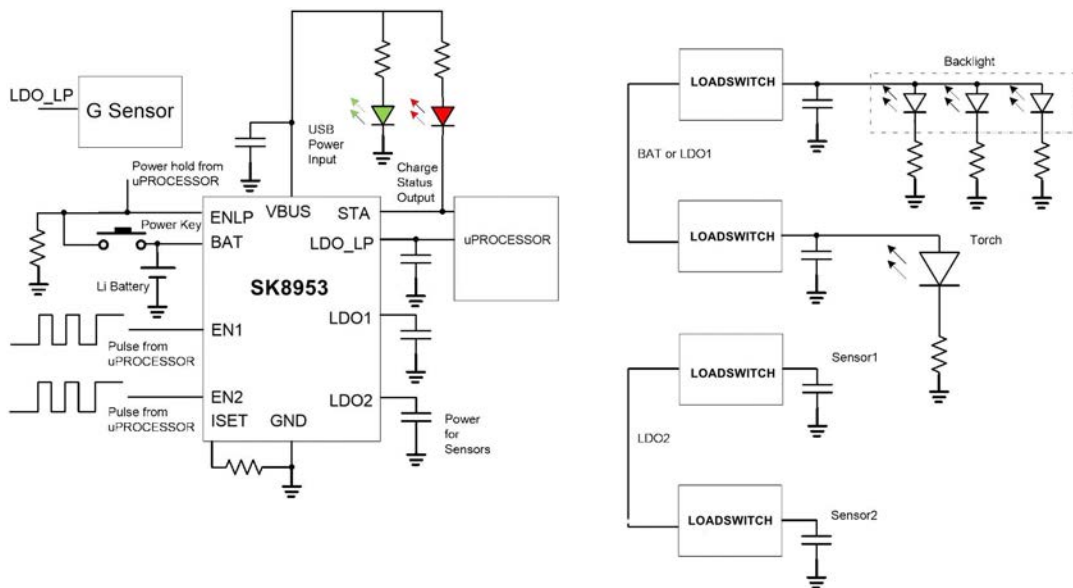 LDO_LP
G Sensor
USB
Power
Input
Charge
Status
Output
Power hold from
uPROCESSOR
Power Key
ENLP
VBUS
STA
BAT
LDO_LP
uPROCESSOR
Li Battery
SK8953
EN1
LDO1
Pulse from
uPROCESSOR
EN2
LDO2
Pulse from
uPROCESSOR
ISET
GND
Power
for
Sensors
LOADSWITCH
Backlight
BAT or LDO1
LOADSWITCH
Torch
LOADSWITCH
Sensor1
LDO2
LOADSWITCH
Sensor2